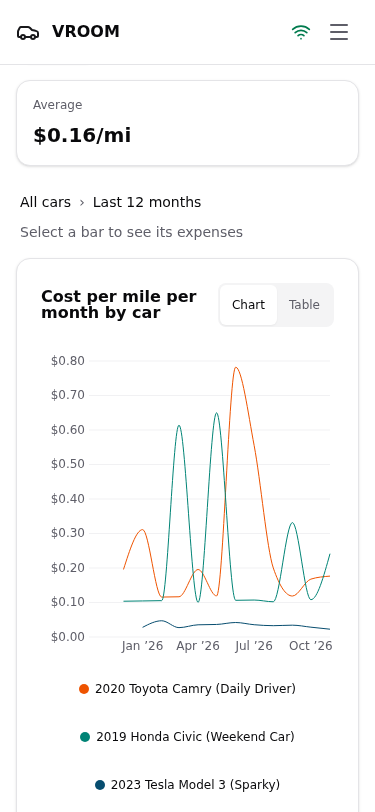 VROOM
Average
$0.16/mi
All cars › Last 12 months
Select a bar to see its expenses
Cost per mile per
month by car
Chart
Table
$0.80
$0.70
$0.60
$0.50
$0.40
$0.30
$0.20
$0.10
$0.00
Jan ’26
Apr ’26
Jul ’26
Oct ’26
2020 Toyota Camry (Daily Driver)
2019 Honda Civic (Weekend Car)
2023 Tesla Model 3 (Sparky)